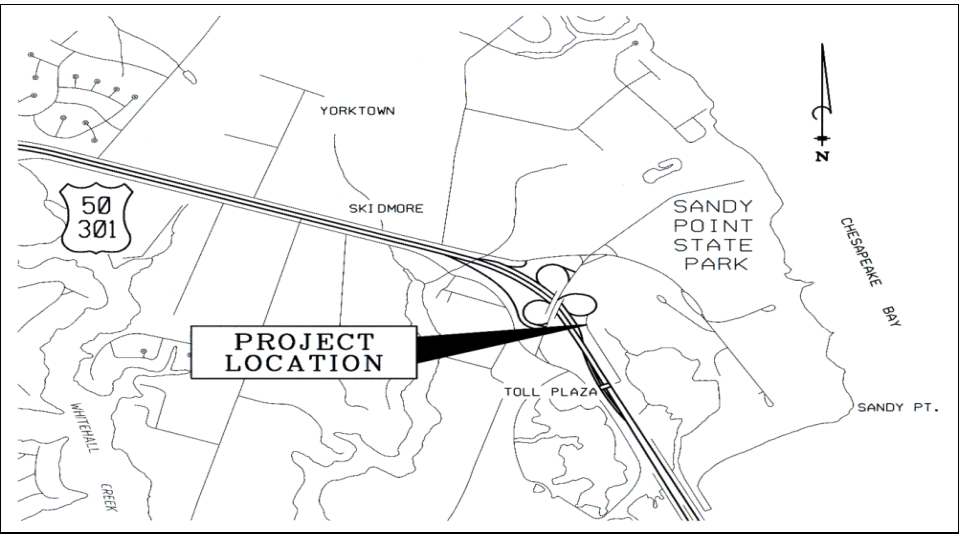 YORKTOWN
N
50
301
SKIDMORE
SANDY
POINT
STATE
PARK
CHESAPEAKE BAY
PROJECT
LOCATION
TOLL PLAZA
SANDY PT.
WHITEHALL
CREEK